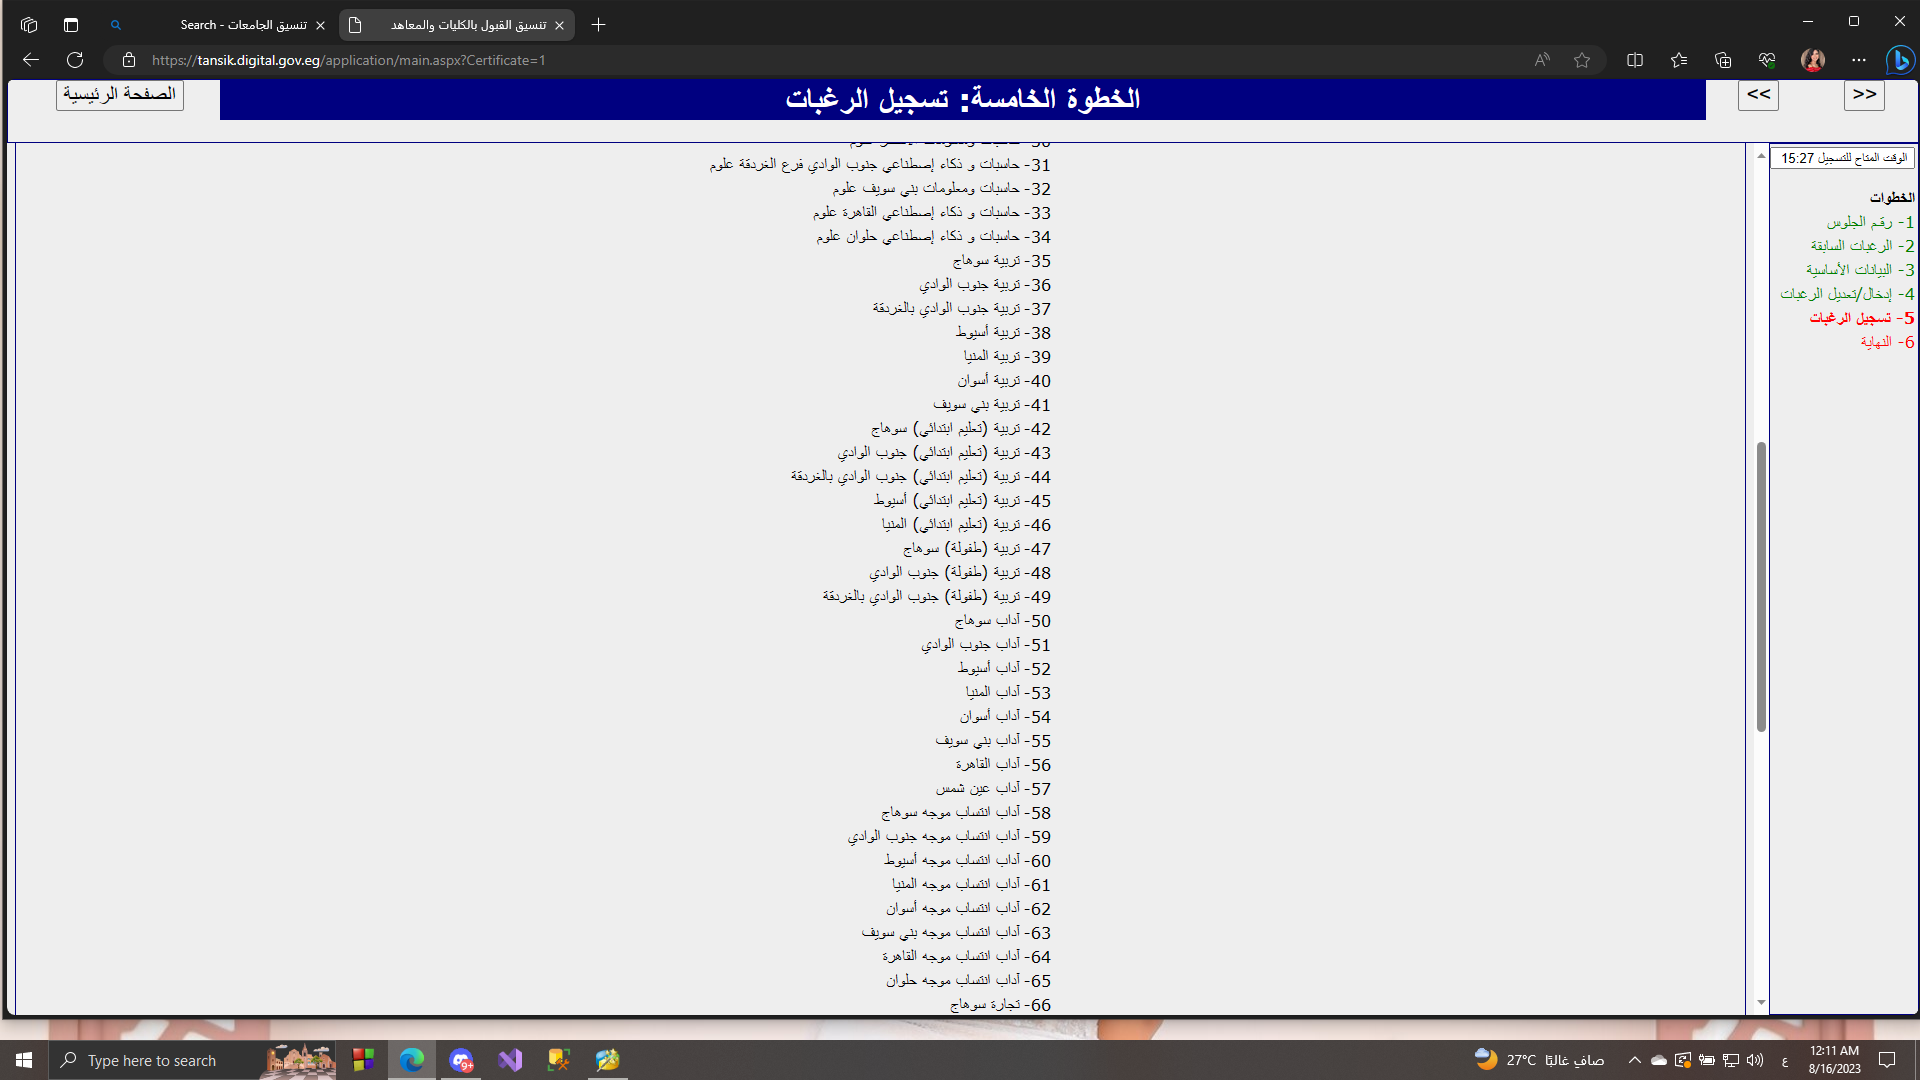 Search - تنسيق الجامعات
تنسيق القبول بالكليات والمعاهد
https://tansik.digital.gov.eg/application/main.aspx?Certificate=1
الصفحة الرئيسية
الخطوة الخامسة: تسجيل الرغبات
<<
>>
31- حاسبات و ذكاء إصطناعي جنوب الوادي فرع الغردقة علوم
32- حاسبات ومعلومات بني سويف علوم
33- حاسبات و ذكاء إصطناعي القاهرة علوم
34- حاسبات و ذكاء إصطناعي حلوان علوم
35- تربية سوهاج
36- تربية جنوب الوادي
37- تربية جنوب الوادي بالغردقة
38- تربية أسيوط
39- تربية المنيا
40- تربية أسوان
41- تربية بني سويف
42- تربية (تعليم ابتدائي) سوهاج
43- تربية (تعليم ابتدائي) جنوب الوادي
44- تربية (تعليم ابتدائي) جنوب الوادي بالغردقة
45- تربية (تعليم ابتدائي) أسيوط
46- تربية (تعليم ابتدائي) المنيا
47- تربية (طفولة) سوهاج
48- تربية (طفولة) جنوب الوادي
49- تربية (طفولة) جنوب الوادي بالغردقة
50- آداب سوهاج
51- آداب جنوب الوادي
52- آداب أسيوط
53- آداب المنيا
54- آداب أسوان
55- آداب بني سويف
56- آداب القاهرة
57- آداب عين شمس
58- آداب انتساب موجه سوهاج
59- آداب انتساب موجه جنوب الوادي
60- آداب انتساب موجه أسيوط
61- آداب انتساب موجه المنيا
62- آداب انتساب موجه أسوان
63- آداب انتساب موجه بني سويف
64- آداب انتساب موجه القاهرة
65- آداب انتساب موجه حلوان
66- تجارة سوهاج
الوقت المتاح للتسجيل 15:27
الخطوات
1- رقم الجلوس
2- الرغبات السابقة
3- البيانات الأساسية
4- إدخال/تعديل الرغبات
5- تسجيل الرغبات
6- النهاية
Type here to search
9+
27°C صافٍ غالبًا
ع
12:11 AM
8/16/2023